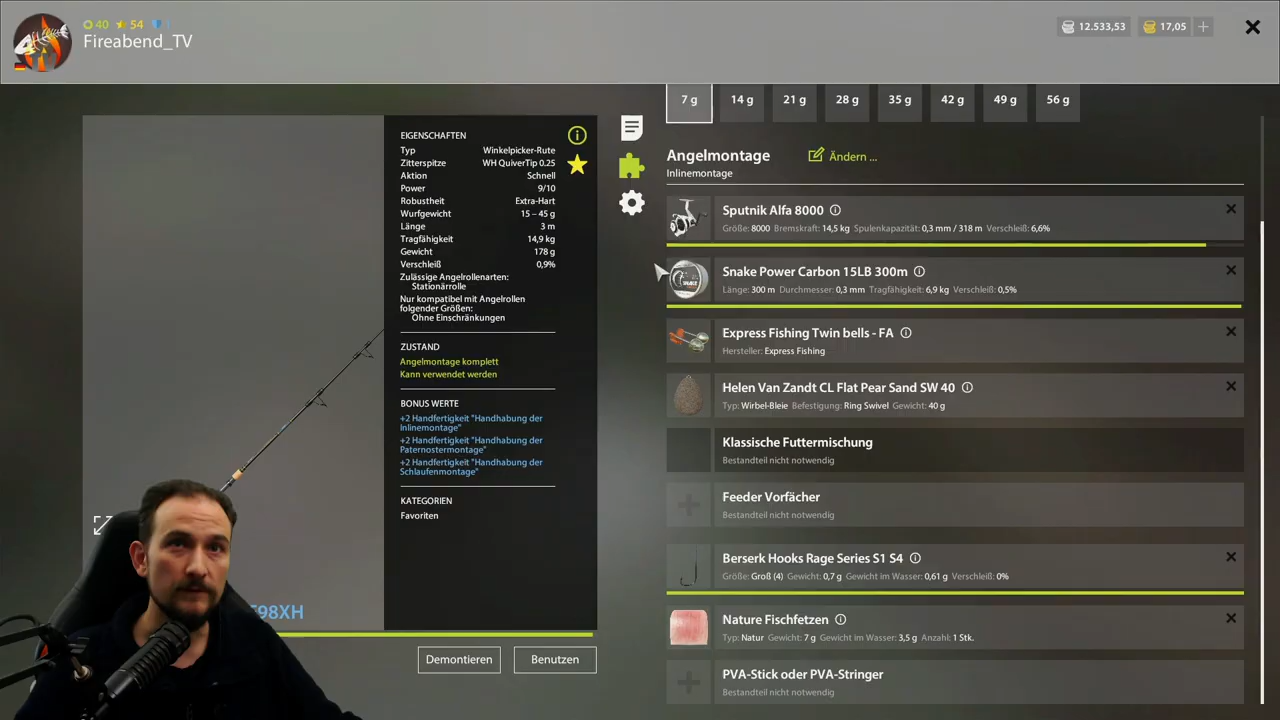 40 54
Fireabend_TV
12.533,53 17,05
7 g 14 g 21 g 28 g 35 g 42 g 49 g 56 g
EIGENSCHAFTEN
Typ Winkelpicker-Rute
Zitterspitze WH QuiverTip 0.25
Aktion Schnell
Power 9/10
Robustheit Extra-Hart
Wurfgewicht 15 – 45 g
Länge 3 m
Tragfähigkeit 14,9 kg
Gewicht 178 g
Verschleiß 0,9%
Zulässige Angelrollenarten:
Stationärrolle
Nur kompatibel mit Angelrollen
folgender Größen:
Ohne Einschränkungen
ZUSTAND
Angelmontage komplett
Kann verwendet werden
BONUS WERTE
+2 Handfertigkeit "Handhabung der
Inlinemontage"
+2 Handfertigkeit "Handhabung der
Paternostermontage"
+2 Handfertigkeit "Handhabung der
Schlaufenmontage"
KATEGORIEN
Favoriten
98XH
Demontieren Benutzen
Angelmontage Ändern ...
Inlinemontage
Sputnik Alfa 8000
Größe: 8000 Bremskraft: 14,5 kg Spulenkapazität: 0,3 mm / 318 m Verschleiß: 6,6%
Snake Power Carbon 15LB 300m
Länge: 300 m Durchmesser: 0,3 mm Tragfähigkeit: 6,9 kg Verschleiß: 0,5%
Express Fishing Twin bells - FA
Hersteller: Express Fishing
Helen Van Zandt CL Flat Pear Sand SW 40
Typ: Wirbel-Bleie Befestigung: Ring Swivel Gewicht: 40 g
Klassische Futtermischung
Bestandteil nicht notwendig
Feeder Vorfächer
Bestandteil nicht notwendig
Berserk Hooks Rage Series S1 S4
Größe: Groß (4) Gewicht: 0,7 g Gewicht im Wasser: 0,61 g Verschleiß: 0%
Nature Fischfetzen
Typ: Natur Gewicht: 7 g Gewicht im Wasser: 3,5 g Anzahl: 1 Stk.
PVA-Stick oder PVA-Stringer
Bestandteil nicht notwendig